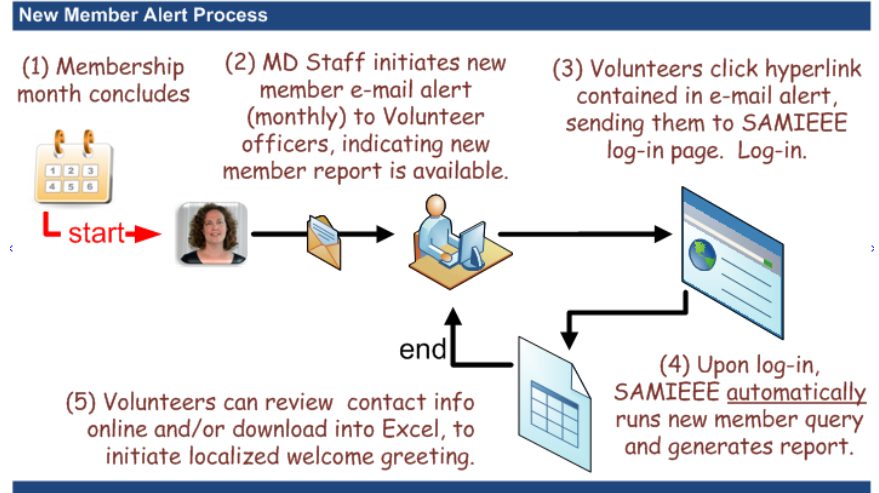 New Member Alert Process
(1) Membership
month concludes
(2) MD Staff initiates new
member e-mail alert
(monthly) to Volunteer
officers, indicating new
member report is available.
(3) Volunteers click hyperlink
contained in e-mail alert,
sending them to SAMIEEE
log-in page. Log-in.
1 2 3
4 5 6
start
end
(4) Upon log-in,
SAMIEEE automatically
runs new member query
and generates report.
(5) Volunteers can review contact info
online and/or download into Excel, to
initiate localized welcome greeting.